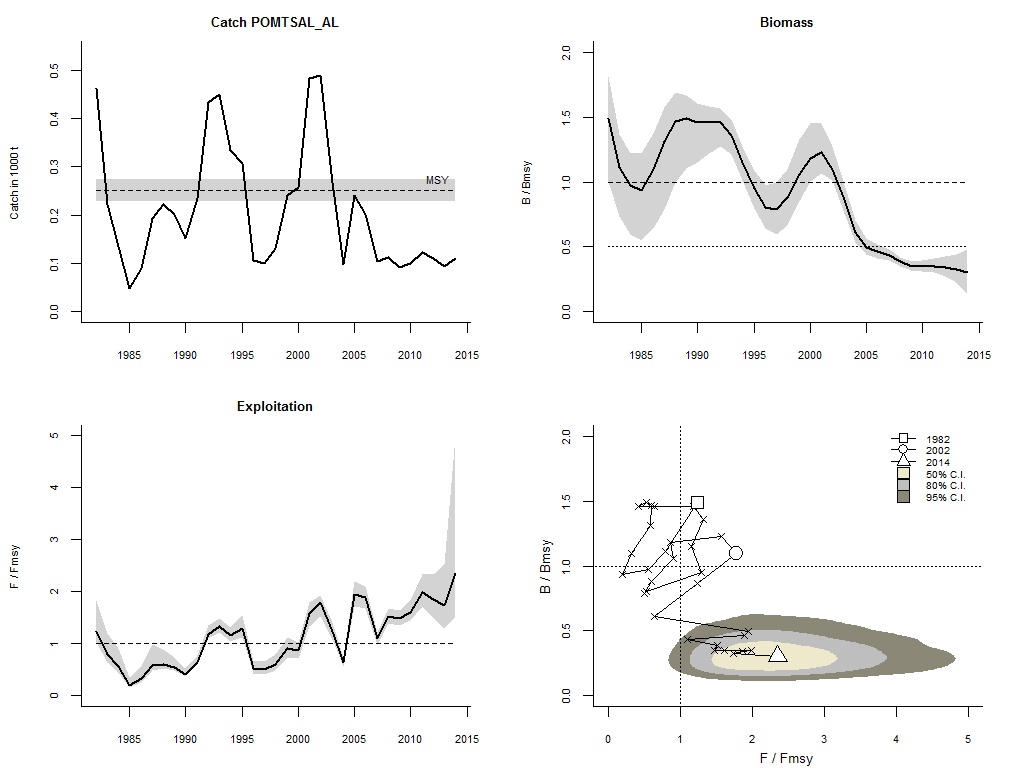 Catch POMTSAL_AL
Catch in 1000 t
0.0 0.1 0.2 0.3 0.4 0.5
MSY
1985 1990 1995 2000 2005 2010 2015
Biomass
B / Bmsy
0.0 0.5 1.0 1.5 2.0
1985 1990 1995 2000 2005 2010 2015
Exploitation
F / Fmsy
0 1 2 3 4 5
1985 1990 1995 2000 2005 2010 2015
B / Bmsy
0.0 0.5 1.0 1.5 2.0
1982
2002
2014
50% C.I.
80% C.I.
95% C.I.
0 1 2 3 4 5
F / Fmsy